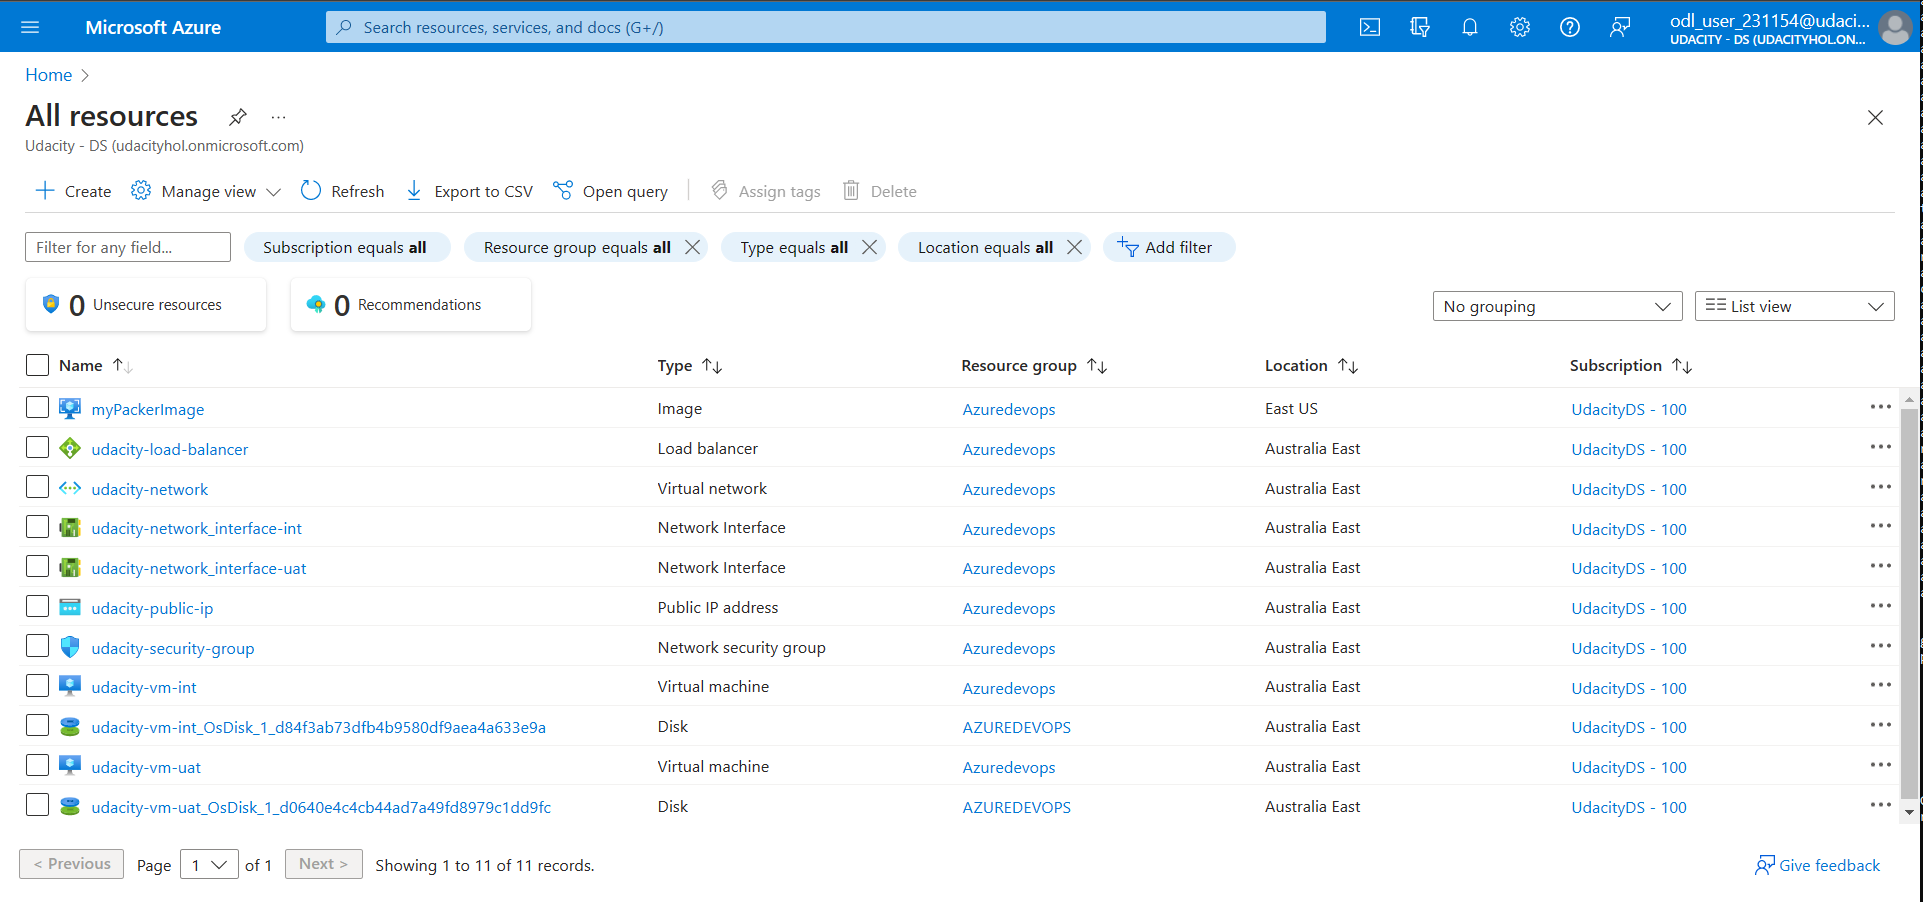 Microsoft Azure
Search resources, services, and docs (G+/)
odl_user_231154@udaci...
UDACITY - DS (UDACITYHOL.ON...
Home
All resources
Udacity - DS (udacityhol.onmicrosoft.com)
Create Manage view Refresh Export to CSV Open query Assign tags Delete
Filter for any field... Subscription equals all Resource group equals all Type equals all Location equals all Add filter
0 Unsecure resources 0 Recommendations No grouping List view
Name Type Resource group Location Subscription
myPackerImage Image Azuredevops East US UdacityDS - 100
udacity-load-balancer Load balancer Azuredevops Australia East UdacityDS - 100
udacity-network Virtual network Azuredevops Australia East UdacityDS - 100
udacity-network_interface-int Network Interface Azuredevops Australia East UdacityDS - 100
udacity-network_interface-uat Network Interface Azuredevops Australia East UdacityDS - 100
udacity-public-ip Public IP address Azuredevops Australia East UdacityDS - 100
udacity-security-group Network security group Azuredevops Australia East UdacityDS - 100
udacity-vm-int Virtual machine Azuredevops Australia East UdacityDS - 100
udacity-vm-int_OsDisk_1_d84f3ab73dfb4b9580df9aea4a633e9a Disk AZUREDEVOPS Australia East UdacityDS - 100
udacity-vm-uat Virtual machine Azuredevops Australia East UdacityDS - 100
udacity-vm-uat_OsDisk_1_d0640e4c4cb44ad7a49fd8979c1dd9fc Disk AZUREDEVOPS Australia East UdacityDS - 100
< Previous Page 1 of 1 Next > Showing 1 to 11 of 11 records. Give feedback